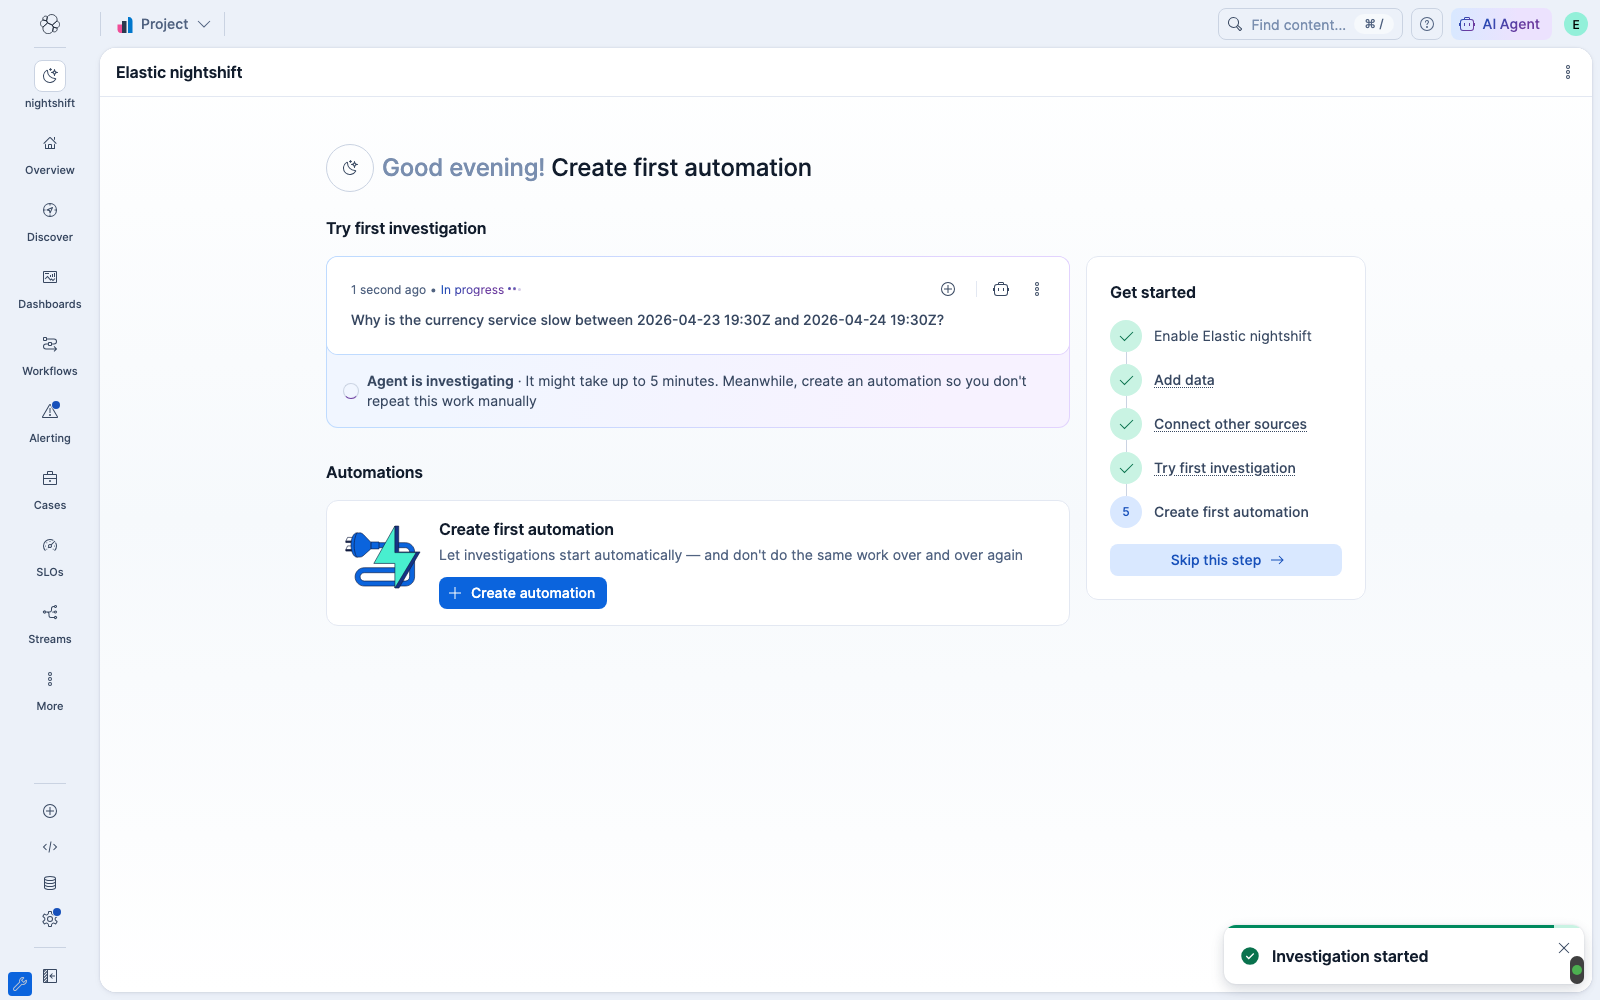 Project
Find content...
⌘ /
AI Agent
E
nightshift
Overview
Discover
Dashboards
Workflows
Alerting
Cases
SLOs
Streams
More
Elastic nightshift
Good evening! Create first automation
Try first investigation
1 second ago • In progress
Why is the currency service slow between 2026-04-23 19:30Z and 2026-04-24 19:30Z?
Agent is investigating · It might take up to 5 minutes. Meanwhile, create an automation so you don't
repeat this work manually
Automations
Create first automation
Let investigations start automatically — and don't do the same work over and over again
Create automation
Get started
Enable Elastic nightshift
Add data
Connect other sources
Try first investigation
5 Create first automation
Skip this step
Investigation started